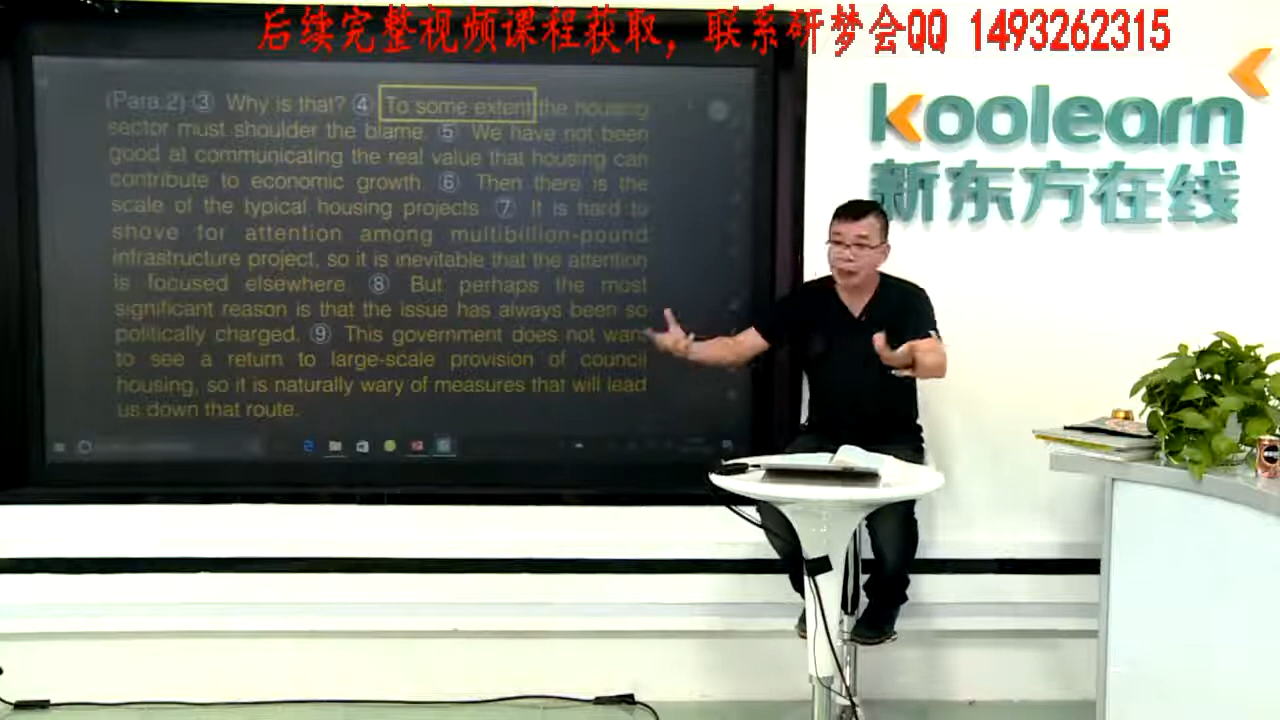 后续完整视频课程获取，联系研梦会QQ 1493262315
koolearn
新东方在线
(Para.2) ③ Why is that? ④ To some extent the housing
sector must shoulder the blame. ⑤ We have not been
good at communicating the real value that housing can
contribute to economic growth. ⑥ Then there is the
scale of the typical housing projects. ⑦ It is hard to
shove for attention among multibillion-pound
infrastructure project, so it is inevitable that the attention
is focused elsewhere. ⑧ But perhaps the most
significant reason is that the issue has always been so
politically charged. ⑨ This government does not want
to see a return to large-scale provision of council
housing, so it is naturally wary of measures that will lead
us down that route.